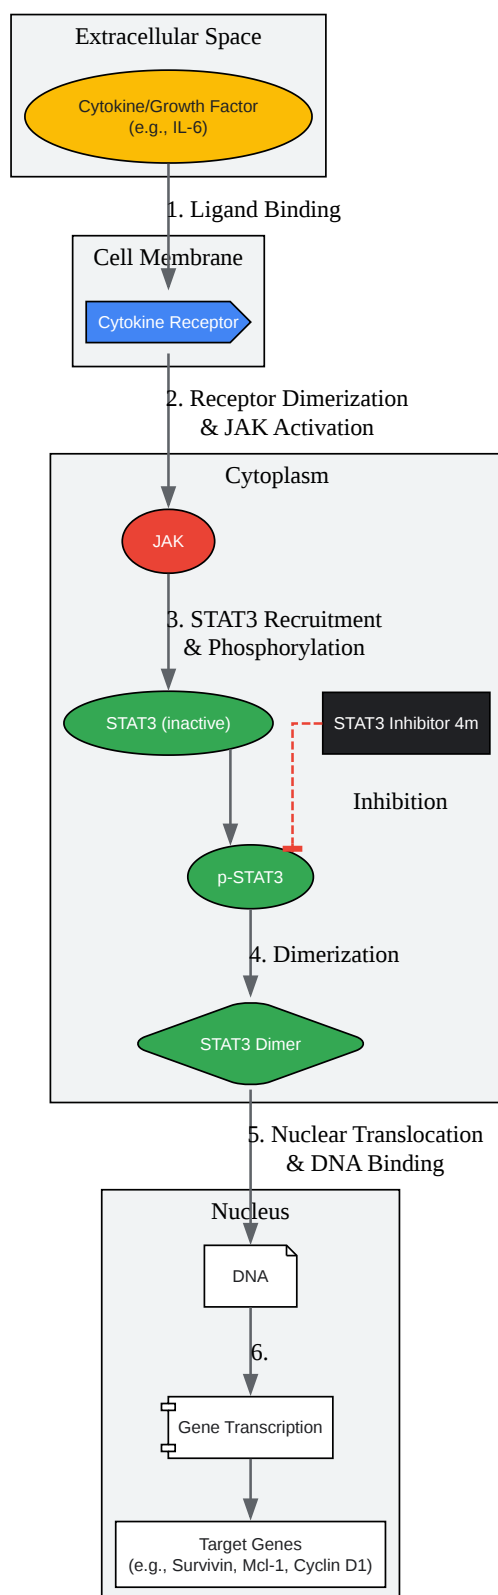 Extracellular Space
Cytokine/Growth Factor
(e.g., IL-6)
1. Ligand Binding
Cell Membrane
Cytokine Receptor
2. Receptor Dimerization
& JAK Activation
Cytoplasm
JAK
3. STAT3 Recruitment
& Phosphorylation
STAT3 (inactive)
STAT3 Inhibitor 4m
Inhibition
p-STAT3
4. Dimerization
STAT3 Dimer
5. Nuclear Translocation
& DNA Binding
Nucleus
DNA
6.
Gene Transcription
Target Genes
(e.g., Survivin, Mcl-1, Cyclin D1)